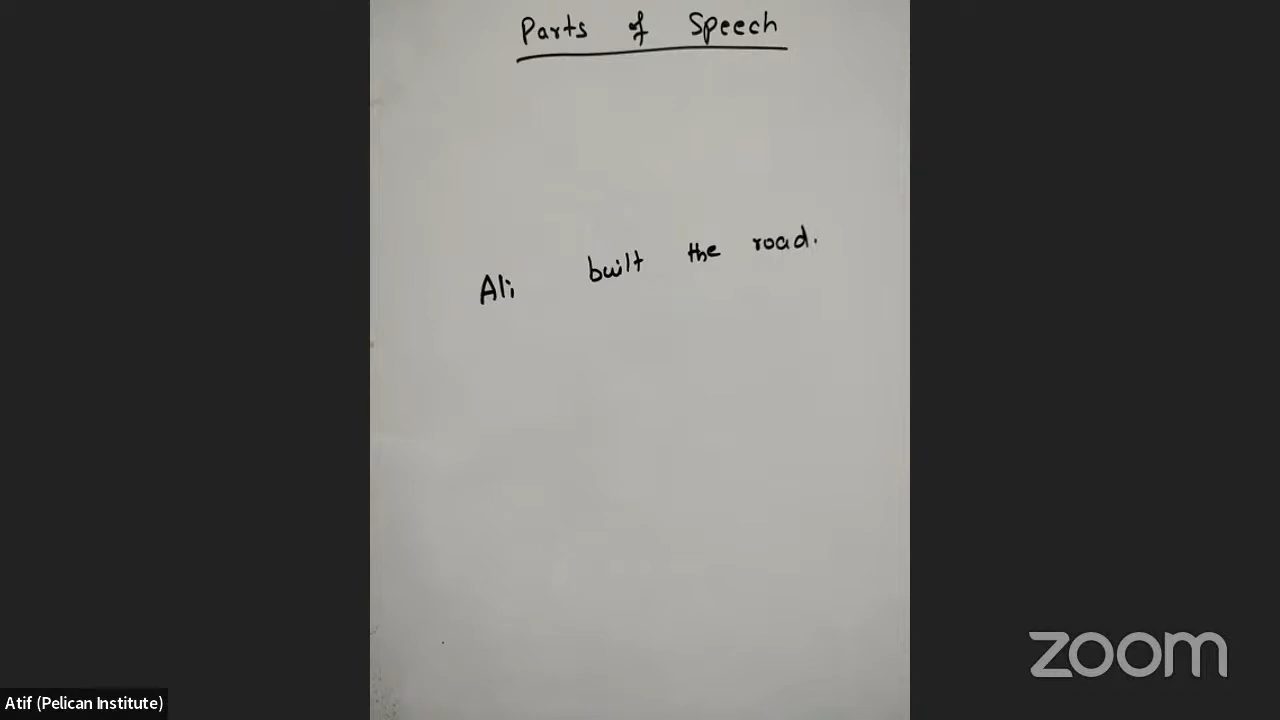 Parts of Speech
Ali built the road.
zoom
Atif (Pelican Institute)